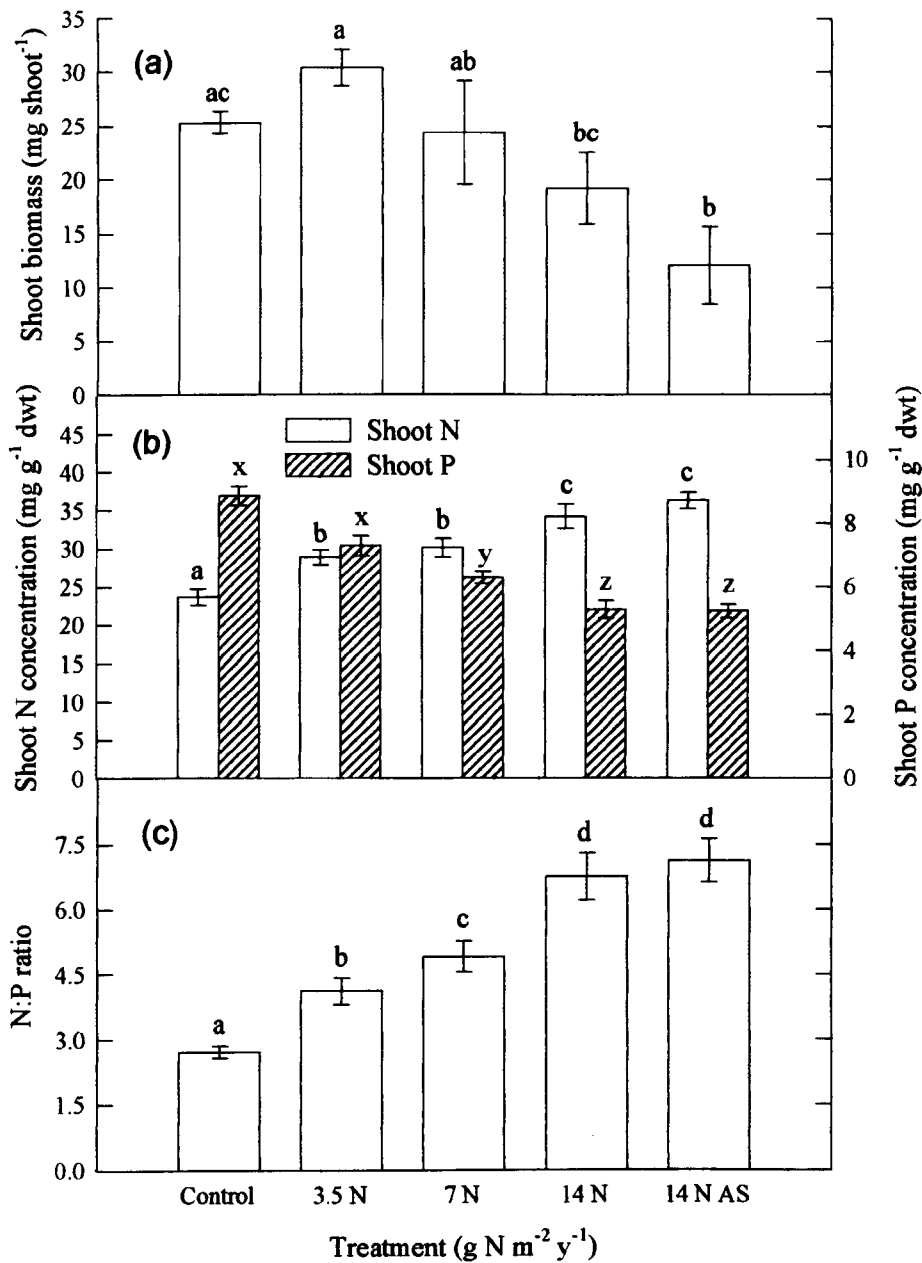 (a)
Shoot biomass (mg shoot⁻¹)
35
30
25
20
15
10
5
0
ac
a
ab
bc
b
(b)
Shoot N
Shoot P
Shoot N concentration (mg g⁻¹ dwt)
45
40
35
30
25
20
15
10
5
0
a
x
b
x
b
y
c
z
c
z
10
8
6
4
2
0
Shoot P concentration (mg g⁻¹ dwt)
(c)
N:P ratio
7.5
6.0
4.5
3.0
1.5
0.0
a
b
c
d
d
Control
3.5 N
7 N
14 N
14 N AS
Treatment (g N m⁻² y⁻¹)